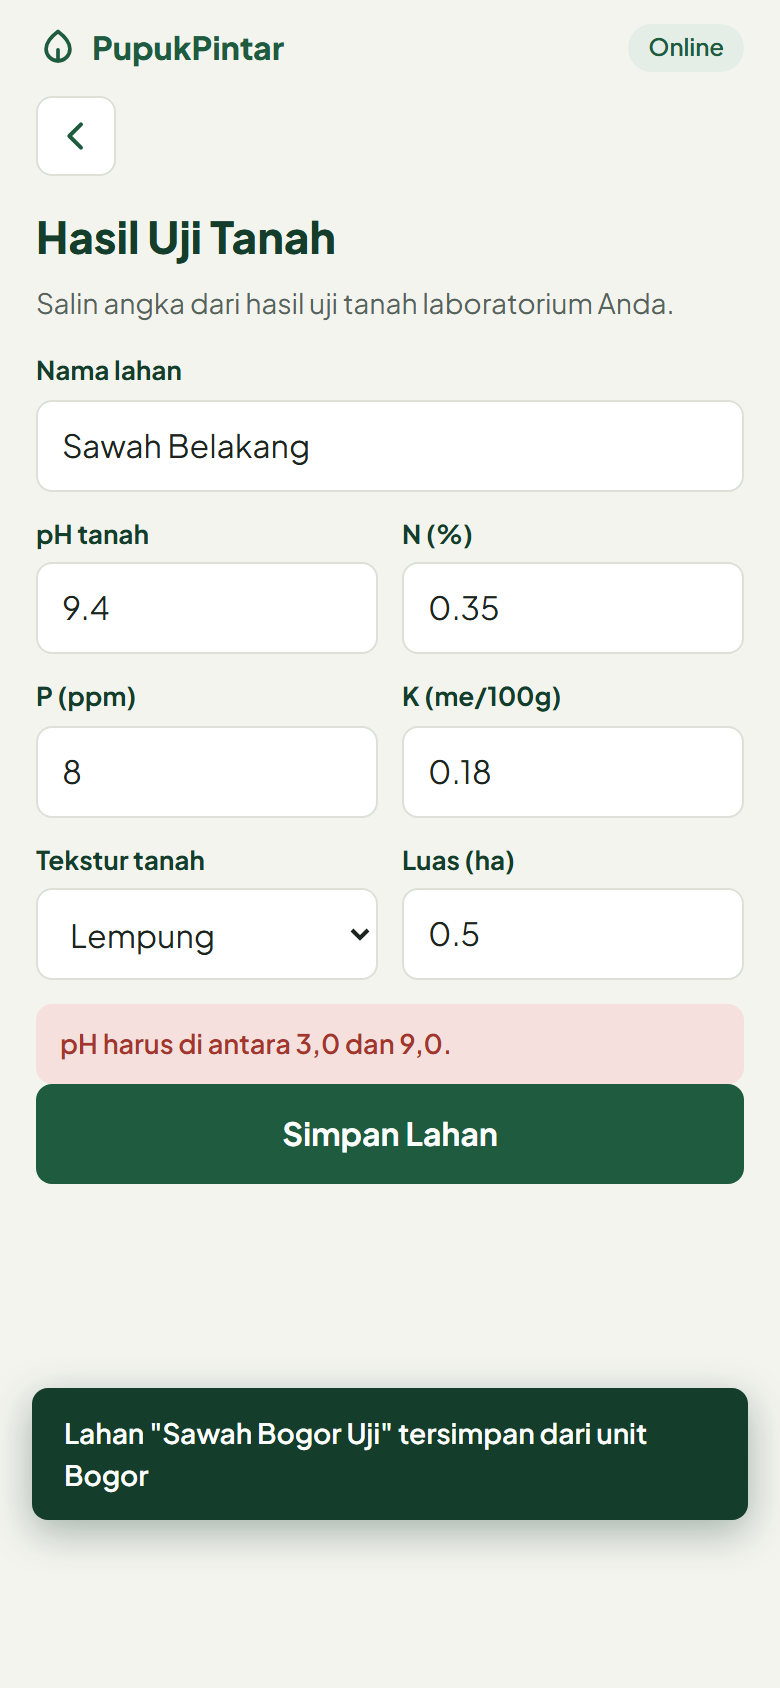 PupukPintar
Online
Hasil Uji Tanah
Salin angka dari hasil uji tanah laboratorium Anda.
Nama lahan
Sawah Belakang
pH tanah
N (%)
9.4
0.35
P (ppm)
K (me/100g)
8
0.18
Tekstur tanah
Luas (ha)
Lempung
0.5
pH harus di antara 3,0 dan 9,0.
Simpan Lahan
Lahan "Sawah Bogor Uji" tersimpan dari unit
Bogor